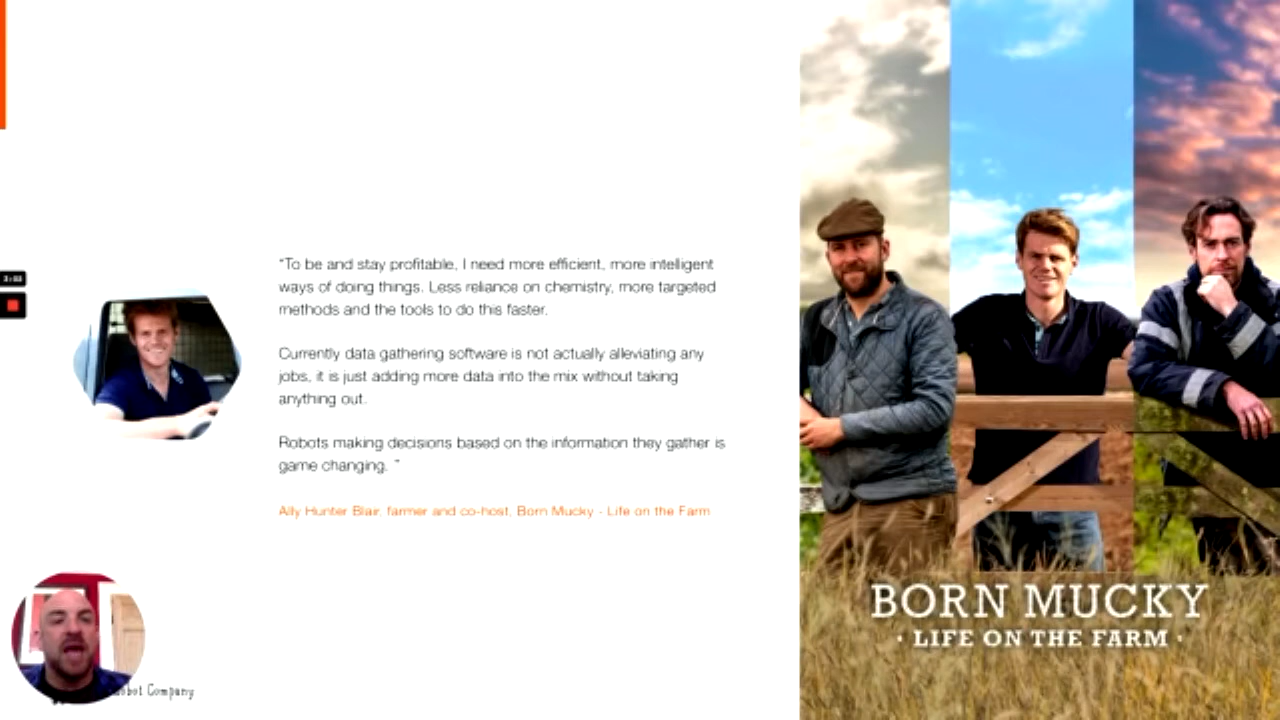 "To be and stay profitable, I need more efficient, more intelligent
ways of doing things. Less reliance on chemistry, more targeted
methods and the tools to do this faster.
Currently data gathering software is not actually alleviating any
jobs, it is just adding more data into the mix without taking
anything out.
Robots making decisions based on the information they gather is
game changing. "
Ally Hunter Blair, farmer and co-host, Born Mucky - Life on the Farm
Company
BORN MUCKY
· LIFE ON THE FARM ·